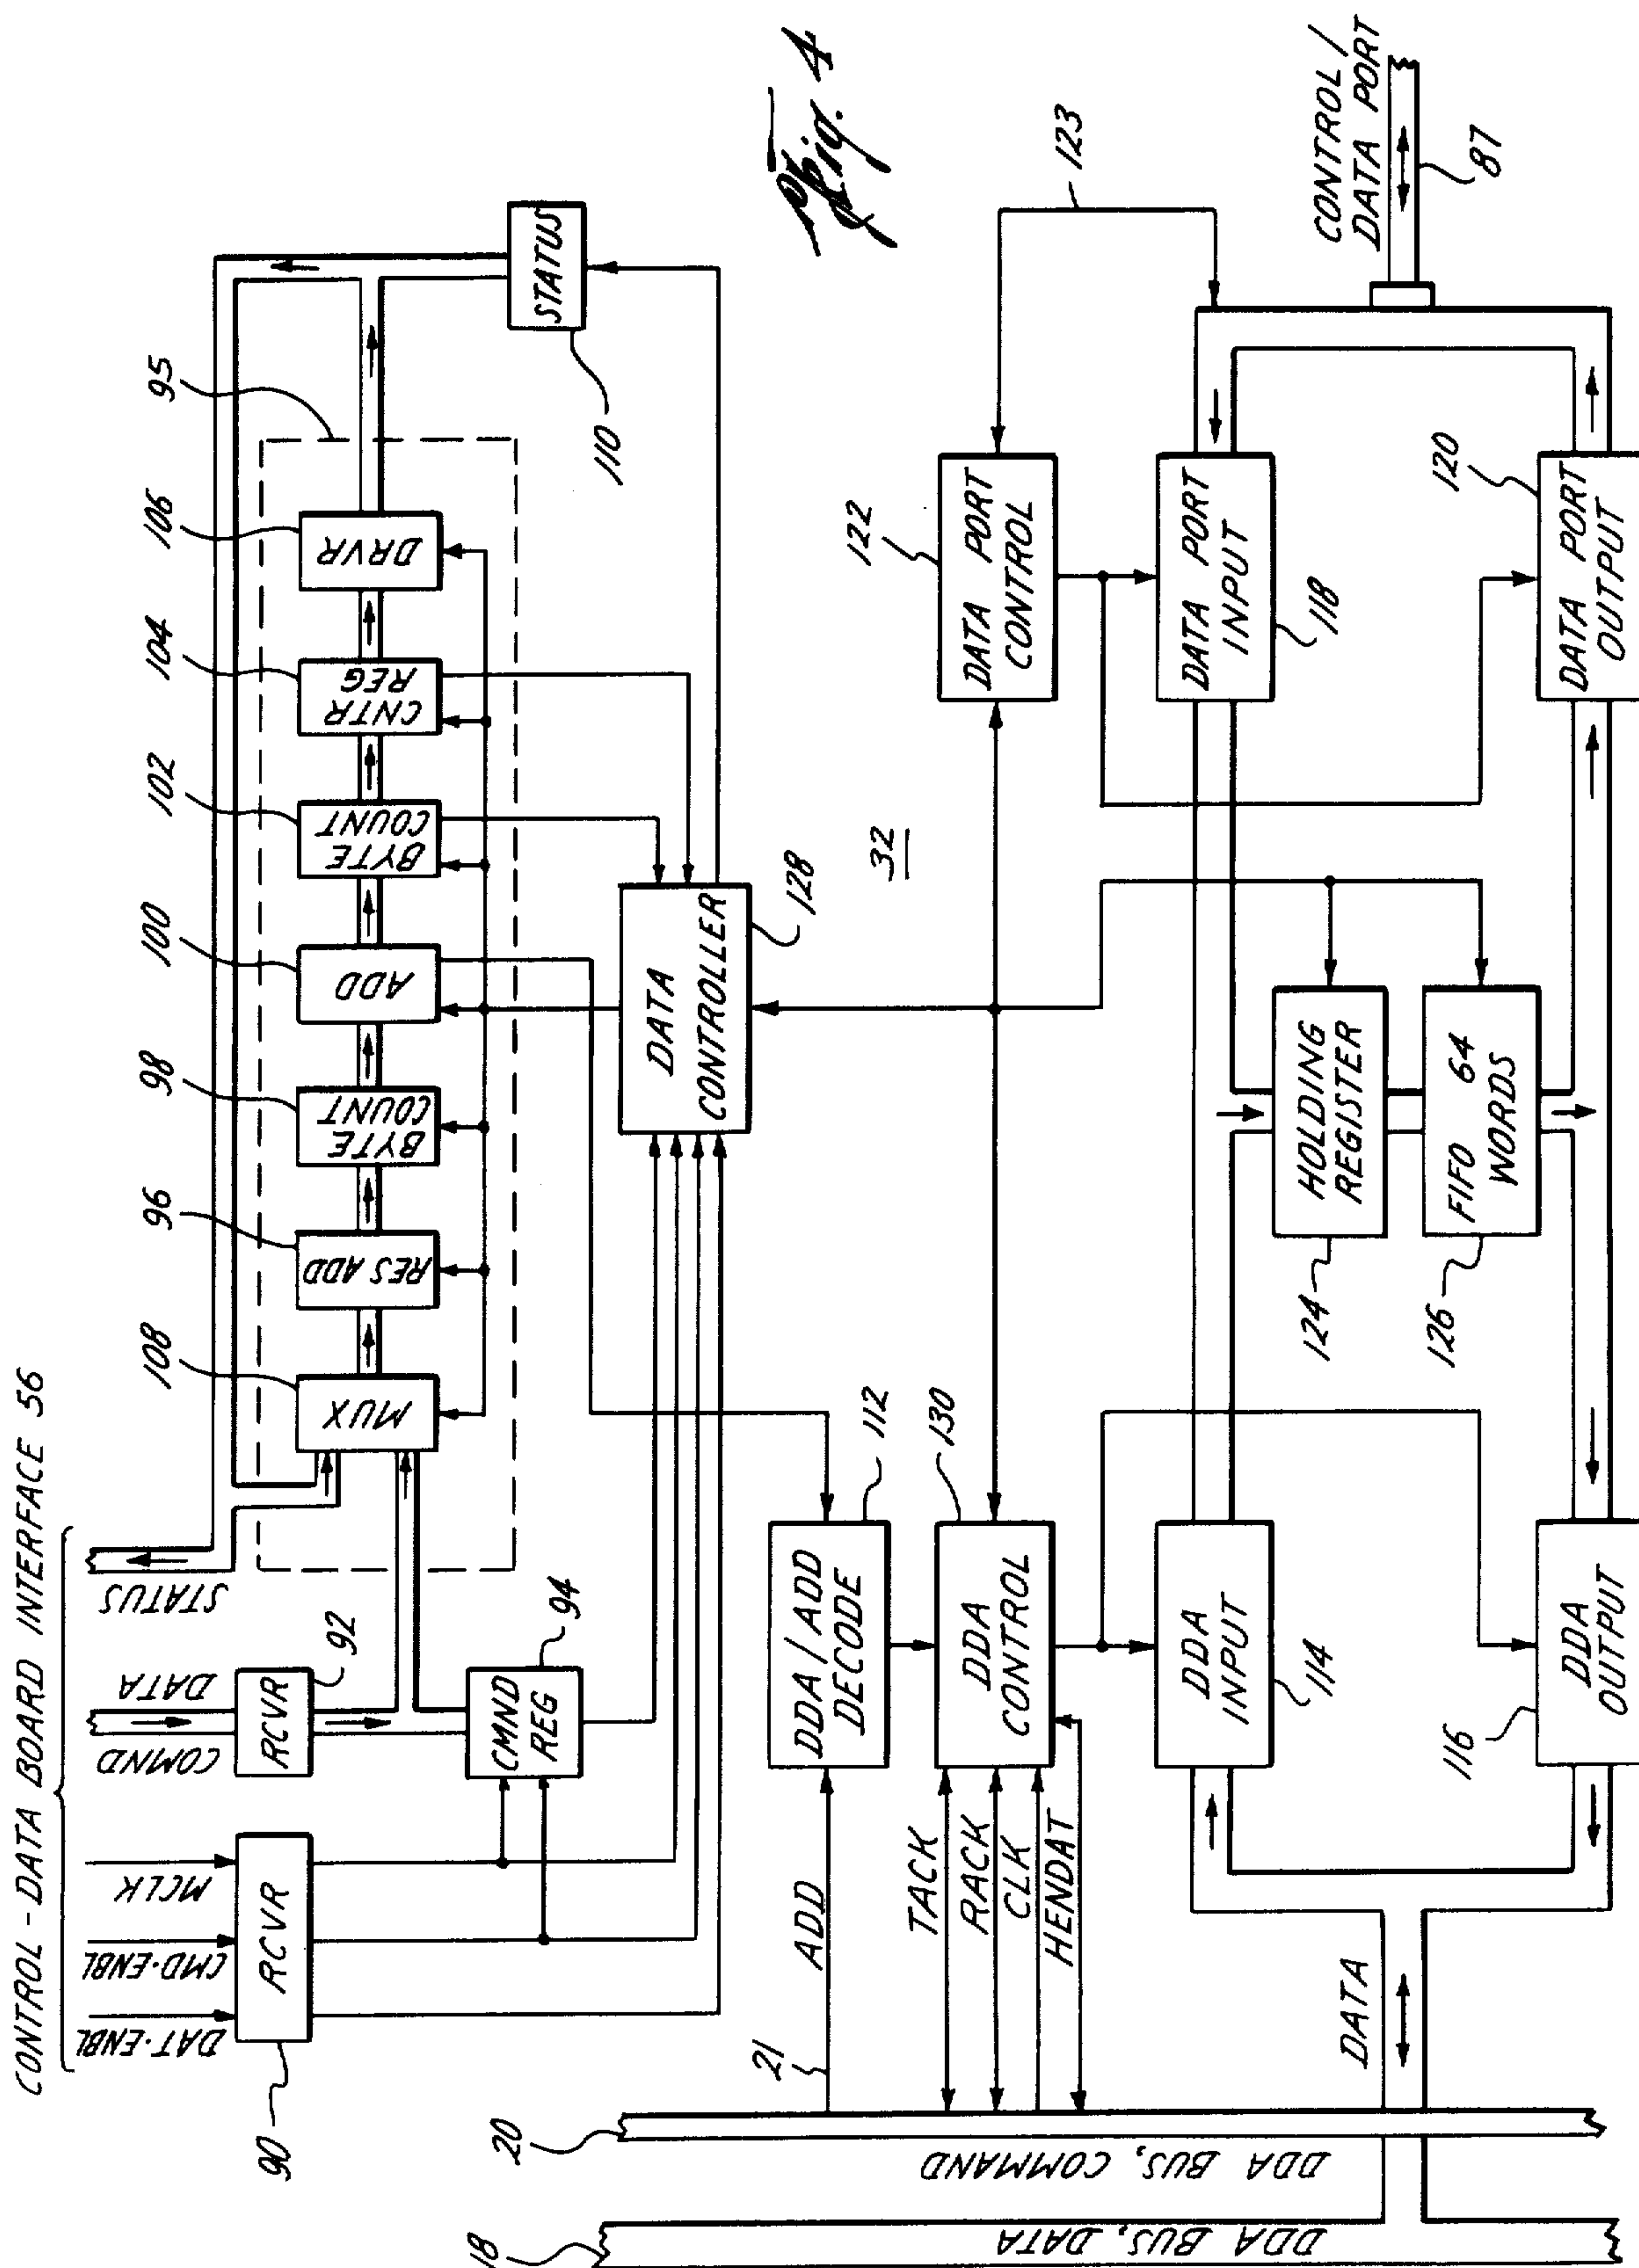 CONTROL - DATA BOARD INTERFACE 56
DAT·ENBL
CMD·ENBL
MCLK
COMND
DATA
STATUS
90
RCVR
RCVR
92
CMND
REG
94
95
108
MUX
96
RES ADD
98
BYTE
COUNT
100
ADD
102
BYTE
COUNT
104
CNTR
REG
106
DRVR
STATUS
110
DATA
CONTROLLER
128
Fig. 4
32
20
21
ADD
DDA / ADD
DECODE
112
TACK
RACK
CLK
HENDAT
DDA
CONTROL
130
DATA PORT
CONTROL
122
123
DDA
INPUT
114
DATA PORT
INPUT
118
HOLDING
REGISTER
124
FIFO 64
WORDS
126
DDA
OUTPUT
116
DATA PORT
OUTPUT
120
CONTROL /
DATA PORT
87
DATA
DDA BUS, COMMAND
18
DDA BUS, DATA